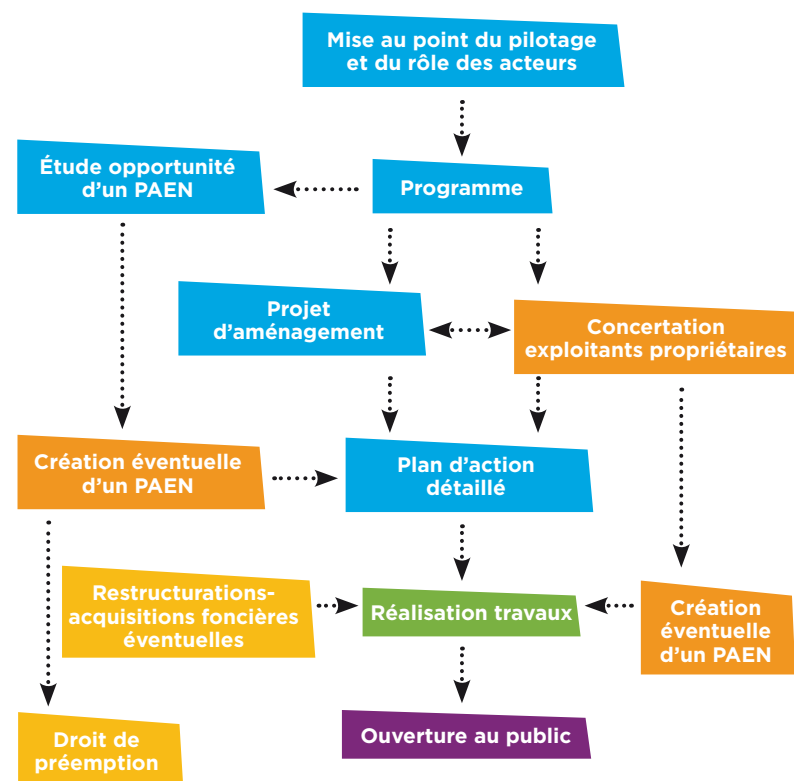 Mise au point du pilotage
et du rôle des acteurs
Étude opportunité
d'un PAEN
Programme
Projet
d'aménagement
Concertation
exploitants propriétaires
Création éventuelle
d'un PAEN
Plan d'action
détaillé
Restructurations-
acquisitions foncières
éventuelles
Réalisation travaux
Création
éventuelle
d'un PAEN
Droit de
préemption
Ouverture au public